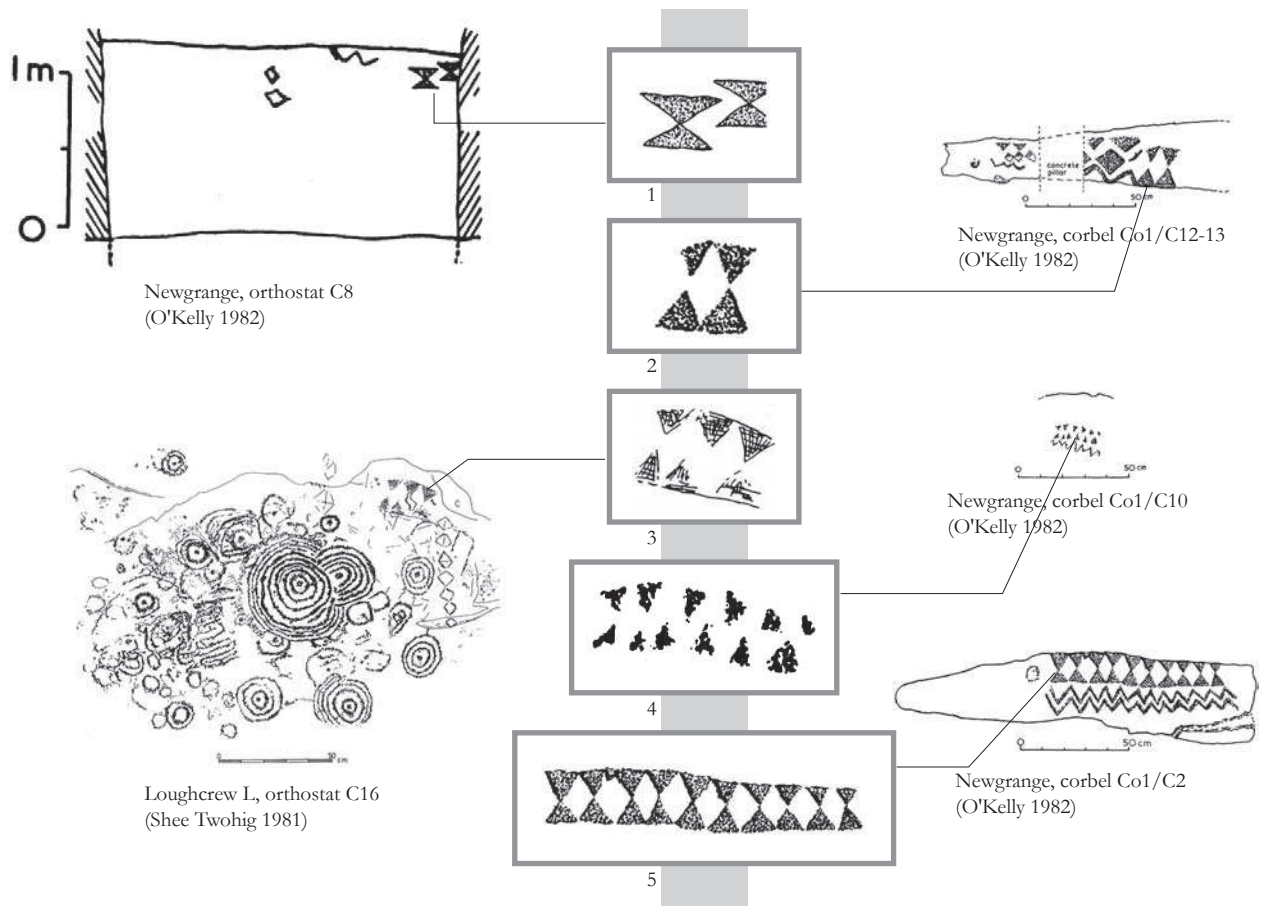 1m
0
Newgrange, orthostat C8
(O'Kelly 1982)
1
concrete
pillar
0 50 cm
Newgrange, corbel Co1/C12-13
(O'Kelly 1982)
2
3
0 50 cm
Newgrange, corbel Co1/C10
(O'Kelly 1982)
0 50 cm
Loughcrew L, orthostat C16
(Shee Twohig 1981)
4
0 50 cm
Newgrange, corbel Co1/C2
(O'Kelly 1982)
5